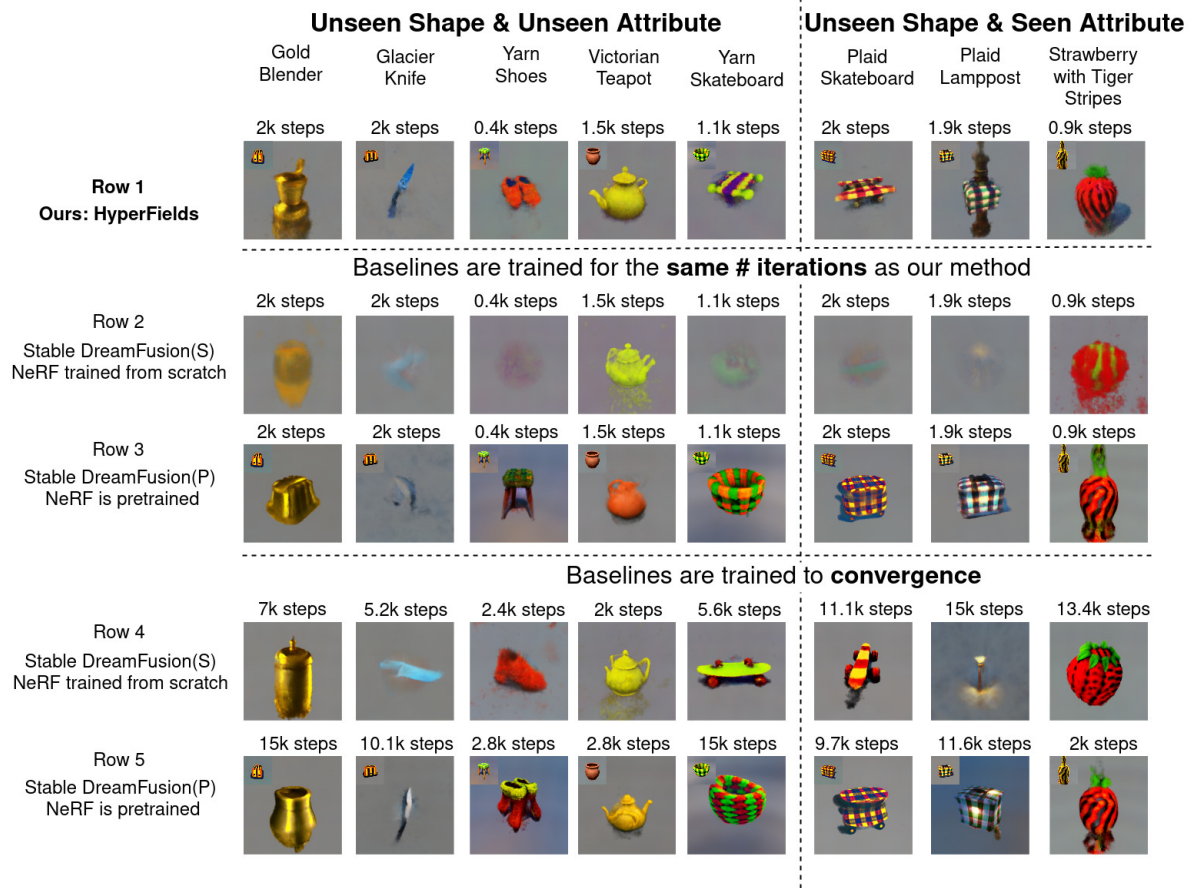 Unseen Shape & Unseen Attribute
Unseen Shape & Seen Attribute
Gold
Blender
Glacier
Knife
Yarn
Shoes
Victorian
Teapot
Yarn
Skateboard
Plaid
Skateboard
Plaid
Lamppost
Strawberry
with Tiger
Stripes
2k steps
2k steps
0.4k steps
1.5k steps
1.1k steps
2k steps
1.9k steps
0.9k steps
Row 1
Ours: HyperFields
Baselines are trained for the same # iterations as our method
2k steps
2k steps
0.4k steps
1.5k steps
1.1k steps
2k steps
1.9k steps
0.9k steps
Row 2
Stable DreamFusion(S)
NeRF trained from scratch
2k steps
2k steps
0.4k steps
1.5k steps
1.1k steps
2k steps
1.9k steps
0.9k steps
Row 3
Stable DreamFusion(P)
NeRF is pretrained
Baselines are trained to convergence
7k steps
5.2k steps
2.4k steps
2k steps
5.6k steps
11.1k steps
15k steps
13.4k steps
Row 4
Stable DreamFusion(S)
NeRF trained from scratch
15k steps
10.1k steps
2.8k steps
2.8k steps
15k steps
9.7k steps
11.6k steps
2k steps
Row 5
Stable DreamFusion(P)
NeRF is pretrained